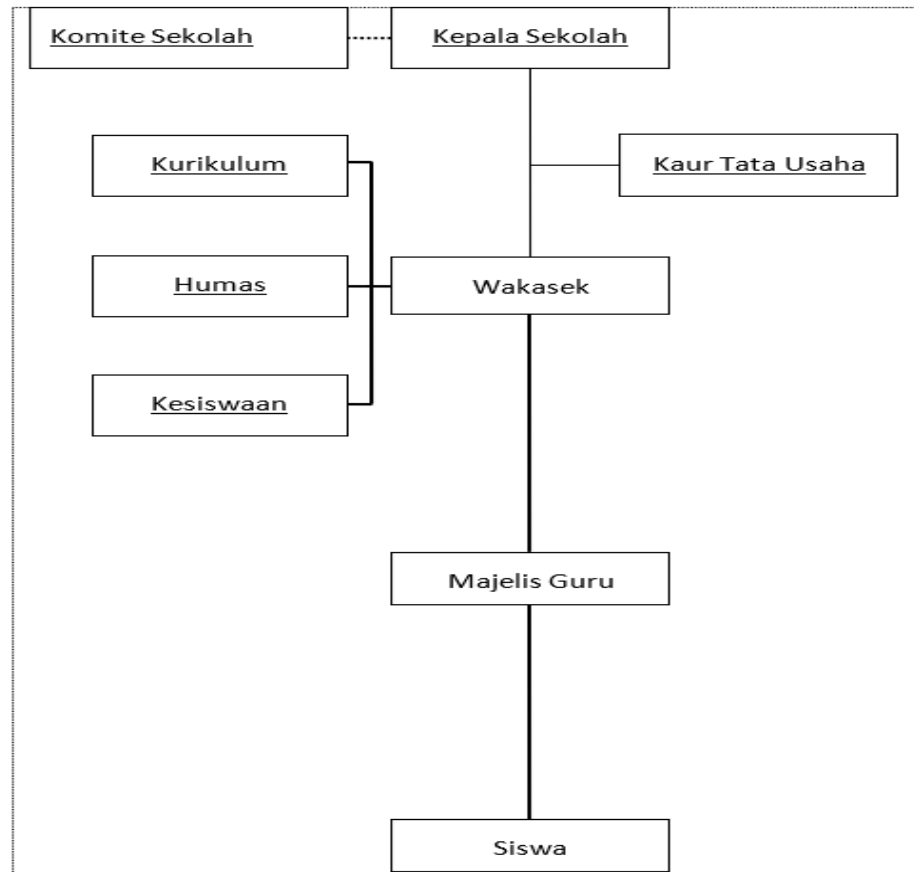 Komite Sekolah
Kepala Sekolah
Kurikulum
Kaur Tata Usaha
Humas
Wakasek
Kesiswaan
Majelis Guru
Siswa